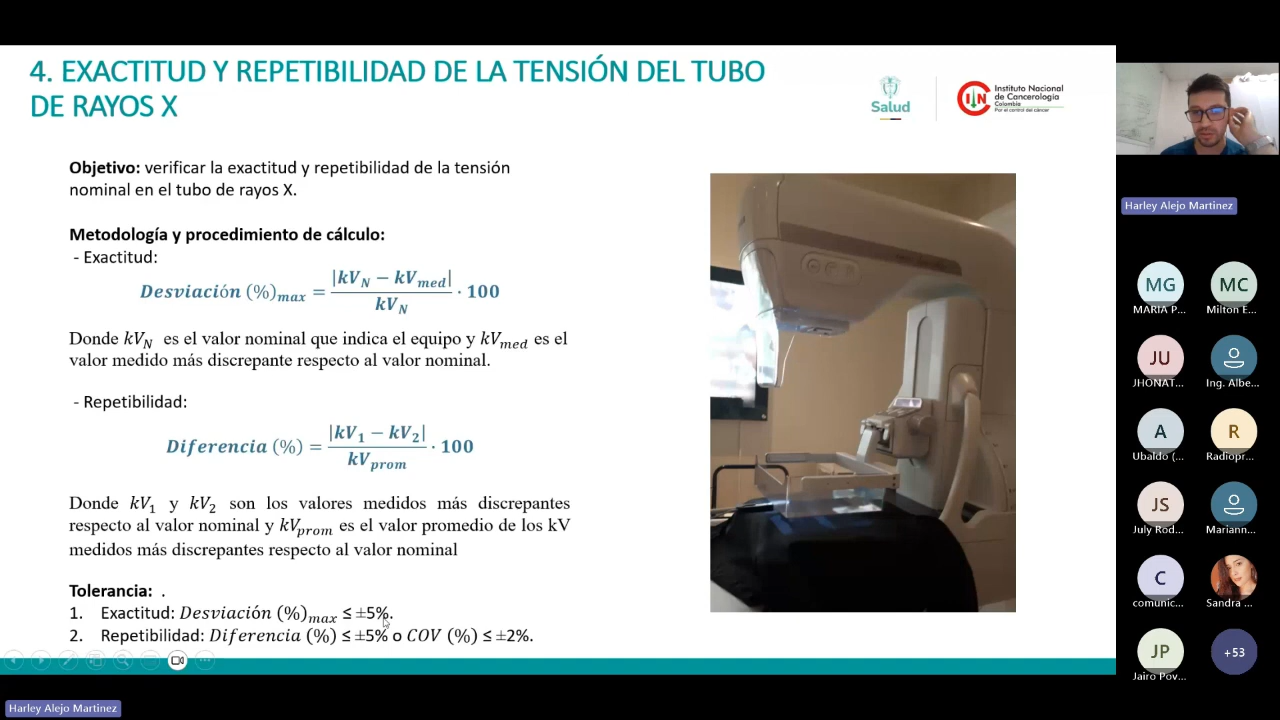 4. EXACTITUD Y REPETIBILIDAD DE LA TENSIÓN DEL TUBO
DE RAYOS X
Salud
Instituto Nacional
de Cancerología
Colombia
Por el control del cáncer
Objetivo: verificar la exactitud y repetibilidad de la tensión
nominal en el tubo de rayos X.
Metodología y procedimiento de cálculo:
- Exactitud:
Desviación (%)max = |kVN − kVmed| / kVN · 100
Donde kVN es el valor nominal que indica el equipo y kVmed es el
valor medido más discrepante respecto al valor nominal.
- Repetibilidad:
Diferencia (%) = |kV1 − kV2| / kVprom · 100
Donde kV1 y kV2 son los valores medidos más discrepantes
respecto al valor nominal y kVprom es el valor promedio de los kV
medidos más discrepantes respecto al valor nominal
Tolerancia: .
1. Exactitud: Desviación (%)max ≤ ±5%.
2. Repetibilidad: Diferencia (%) ≤ ±5% o COV (%) ≤ ±2%.
Harley Alejo Martinez
Harley Alejo Martinez
MG
MC
MARIA P...
Milton E...
JU
JHONAT...
Ing. Albe...
A
R
Ubaldo (...
Radiopr...
JS
July Rod...
Mariann...
C
comunic...
Sandra ...
JP
+53
Jairo Pov...